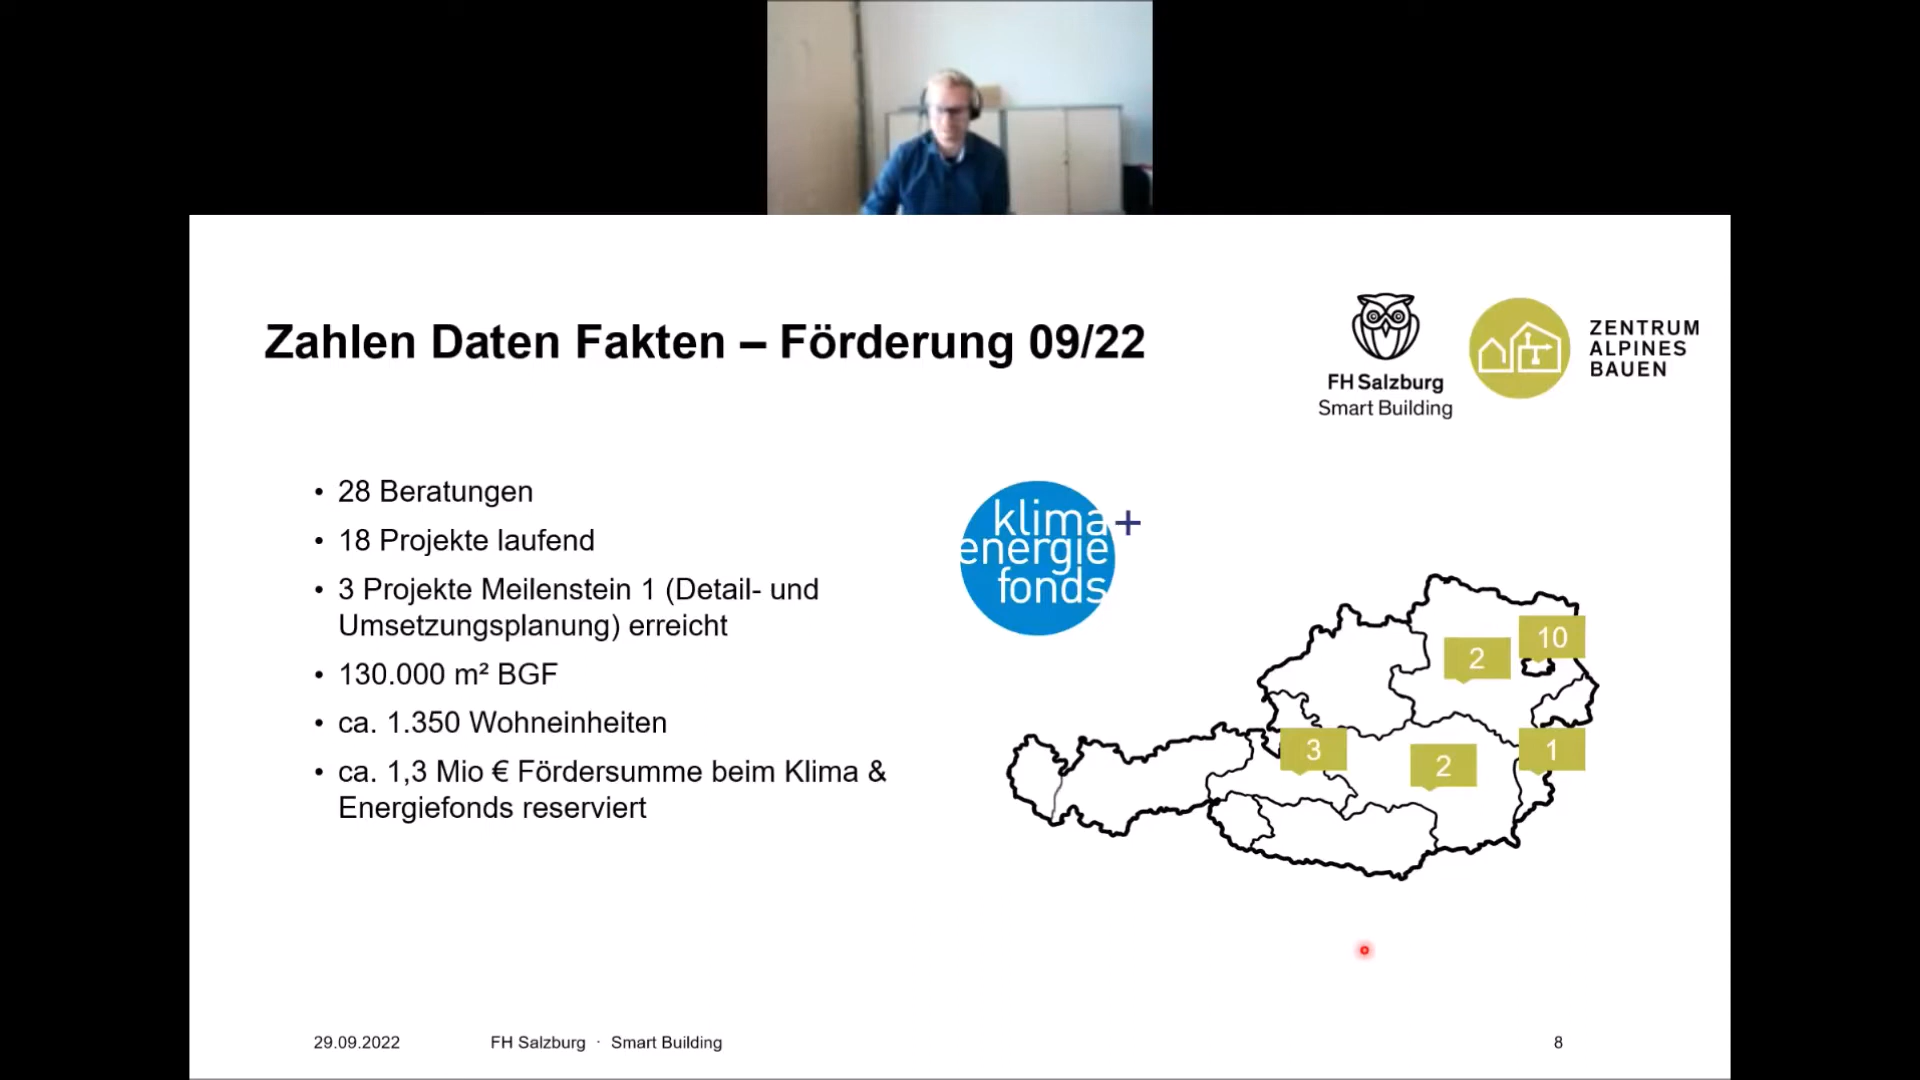 Zahlen Daten Fakten – Förderung 09/22
FH Salzburg
Smart Building
ZENTRUM
ALPINES
BAUEN
• 28 Beratungen
• 18 Projekte laufend
• 3 Projekte Meilenstein 1 (Detail- und
Umsetzungsplanung) erreicht
• 130.000 m² BGF
• ca. 1.350 Wohneinheiten
• ca. 1,3 Mio € Fördersumme beim Klima &
Energiefonds reserviert
klima+
energie
fonds
10
2
3
2
1
29.09.2022
FH Salzburg · Smart Building
8